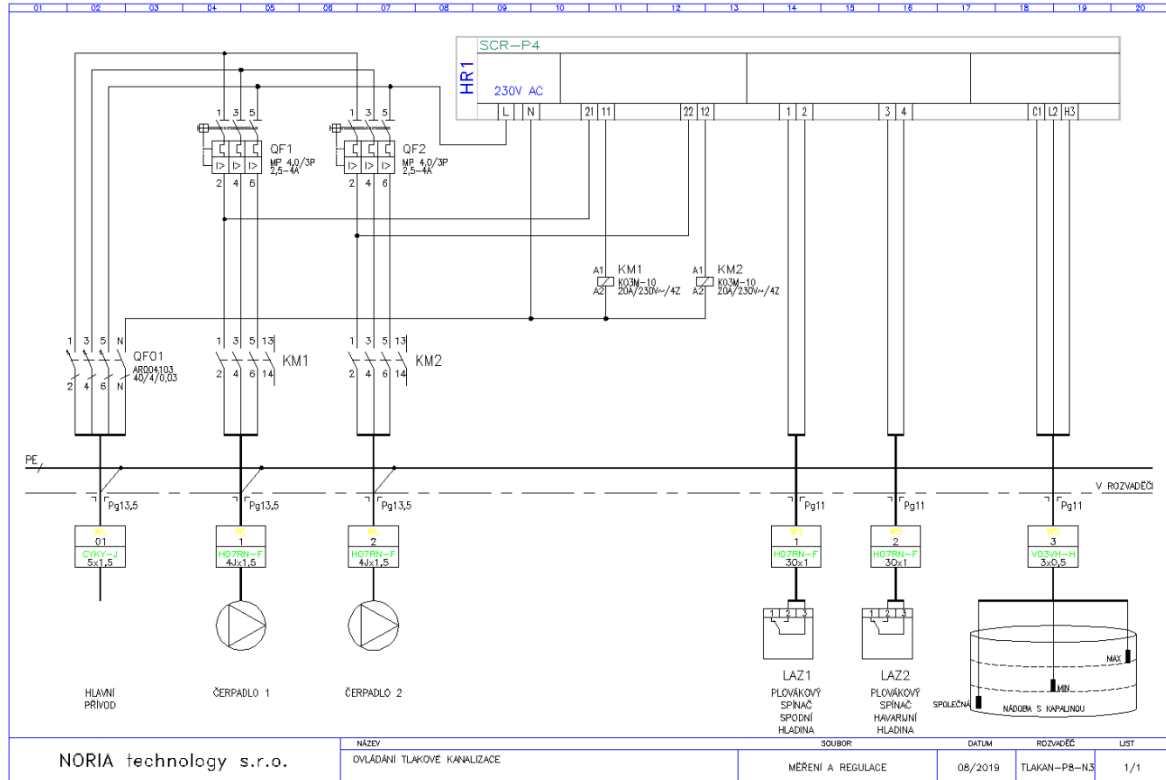 01 02 03 04 05 06 07 08 09 10 11 12 13 14 15 16 17 18 19 20
SCR-P4
HR1
230V AC
L N 21 11 22 12 1 2 3 4 C1 L2 H3
1 3 5
QF1
MP 4,0/3P
2,5-4A
2 4 6
1 3 5
QF2
MP 4,0/3P
2,5-4A
2 4 6
A1 KM1
K03M-10
A2 20A/230V~/4Z
A1 KM2
K03M-10
A2 20A/230V~/4Z
1 3 5 N
QF01
AR004103
40/4/0,03
2 4 6 N
1 3 5 13
KM1
2 4 6 14
1 3 5 13
KM2
2 4 6 14
PE
V ROZVADĚČI
Pg13,5 Pg13,5 Pg13,5 Pg11 Pg11 Pg11
WL
01
CYKY-J
5x1,5
WL
1
H07RN-F
4Jx1,5
WL
2
H07RN-F
4Jx1,5
WS
1
H07RN-F
3Ox1
WS
2
H07RN-F
3Ox1
WS
3
V03VH-H
3x0,5
1 2 3
1 2 3
HLAVNÍ
PŘÍVOD
ČERPADLO 1
ČERPADLO 2
LAZ1
PLOVÁKOVÝ
SPÍNAČ
SPODNÍ
HLADINA
LAZ2
PLOVÁKOVÝ
SPÍNAČ
HAVARIJNÍ
HLADINA
MAX
MIN
SPOLEČNÁ
NÁDOBA S KAPALINOU
NORIA technology s.r.o.
NÁZEV
OVLÁDÁNÍ TLAKOVÉ KANALIZACE
SOUBOR
MĚŘENÍ A REGULACE
DATUM
08/2019
ROZVADĚČ
TLAKAN-P8-N3
LIST
1/1